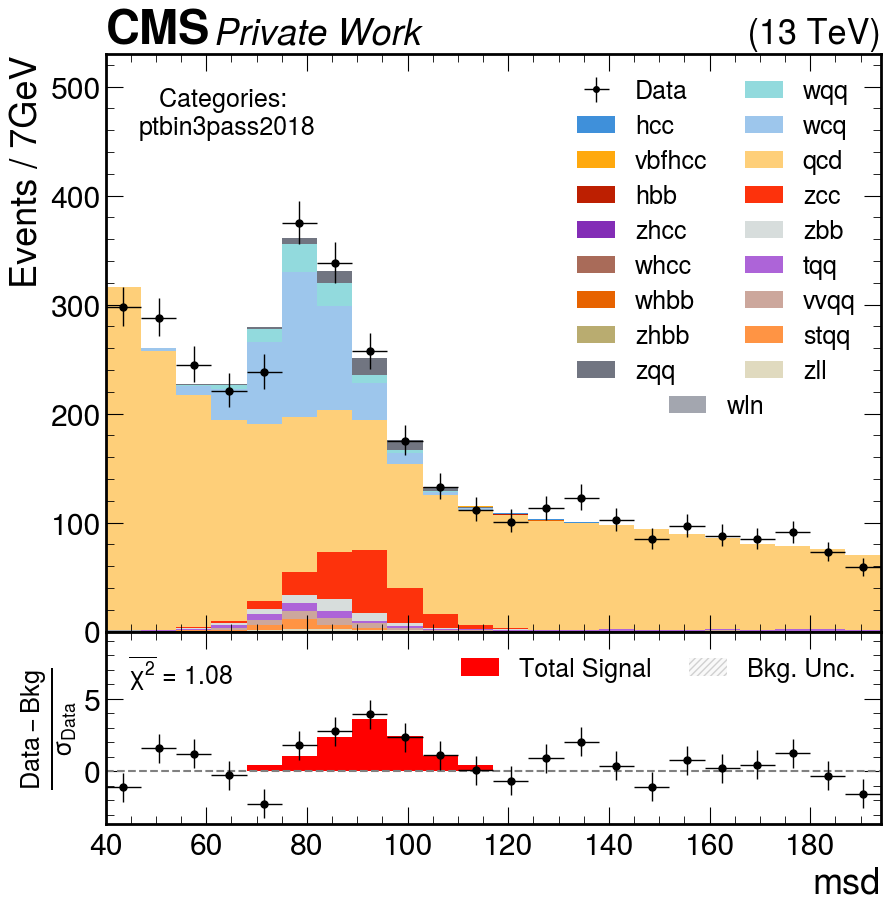 CMS Private Work (13 TeV)
Events / 7GeV
500
400
300
200
100
0
Categories:
ptbin3pass2018
Data
hcc
vbfhcc
hbb
zhcc
whcc
whbb
zhbb
zqq
wqq
wcq
qcd
zcc
zbb
tqq
vvqq
stqq
zll
wln
Data − Bkg
σData
5
0
χ² = 1.08
Total Signal
Bkg. Unc.
40 60 80 100 120 140 160 180
msd